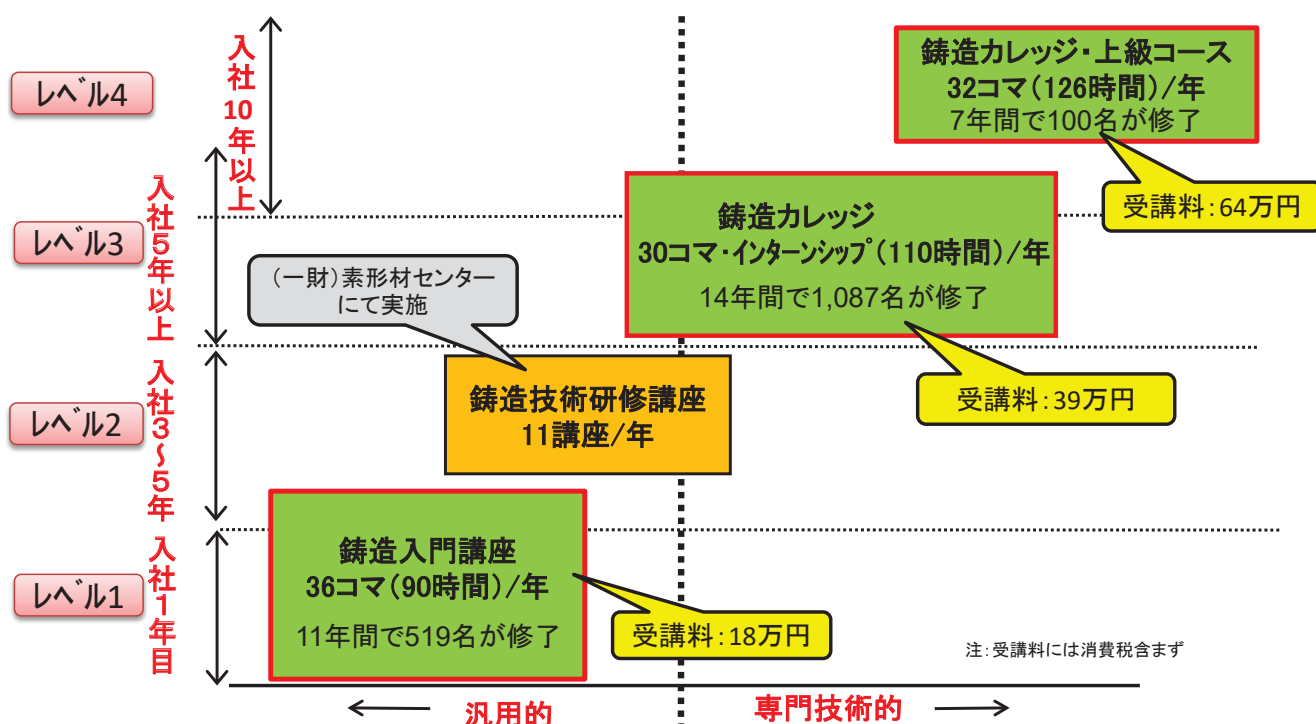 レベル4
入社10年以上
鋳造カレッジ・上級コース
32コマ(126時間)/年
7年間で100名が修了
受講料:64万円
レベル3
入社5年以上
鋳造カレッジ
30コマ・インターンシップ(110時間)/年
14年間で1,087名が修了
受講料:39万円
(一財)素形材センター
にて実施
レベル2
入社3~5年
鋳造技術研修講座
11講座/年
レベル1
入社1年目
鋳造入門講座
36コマ(90時間)/年
11年間で519名が修了
受講料:18万円
注:受講料には消費税含まず
汎用的
専門技術的